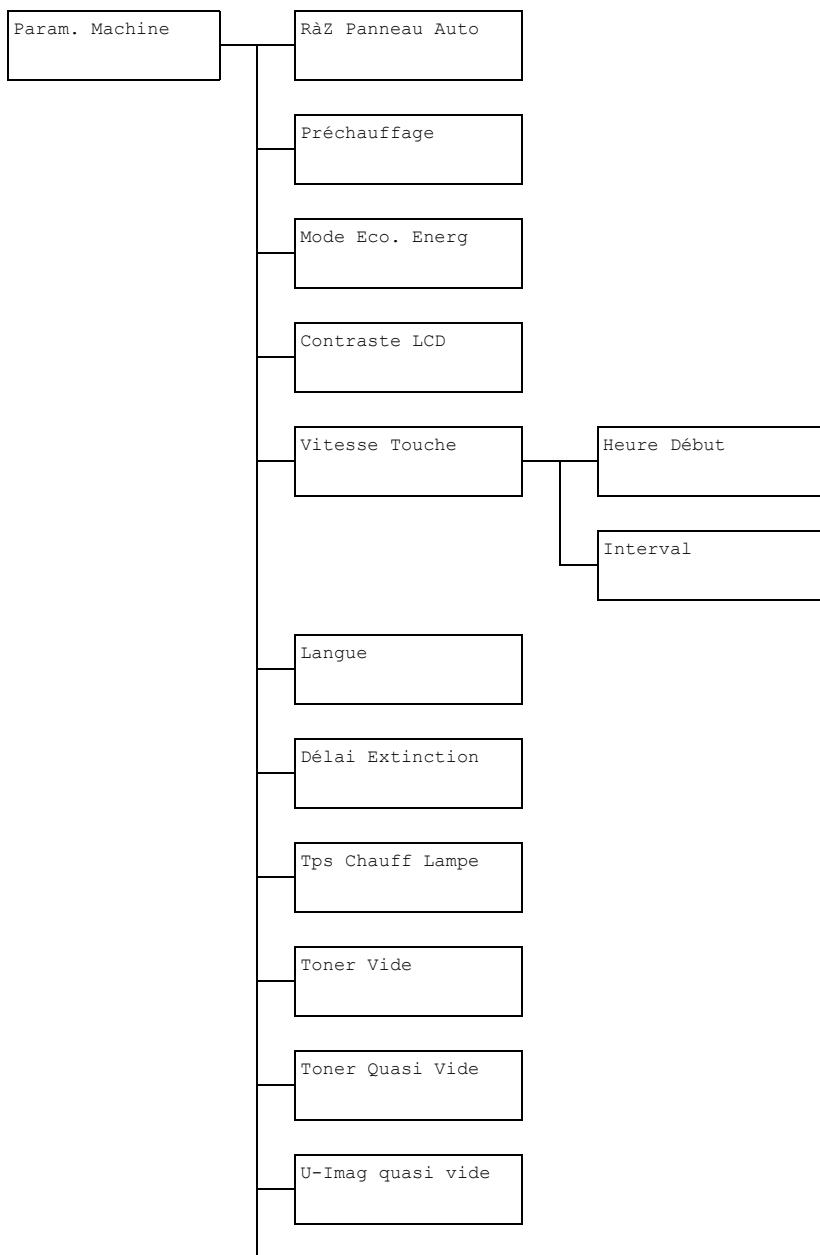 Param. Machine
RàZ Panneau Auto
Préchauffage
Mode Eco. Energ
Contraste LCD
Vitesse Touche
Heure Début
Interval
Langue
Délai Extinction
Tps Chauff Lampe
Toner Vide
Toner Quasi Vide
U-Imag quasi vide